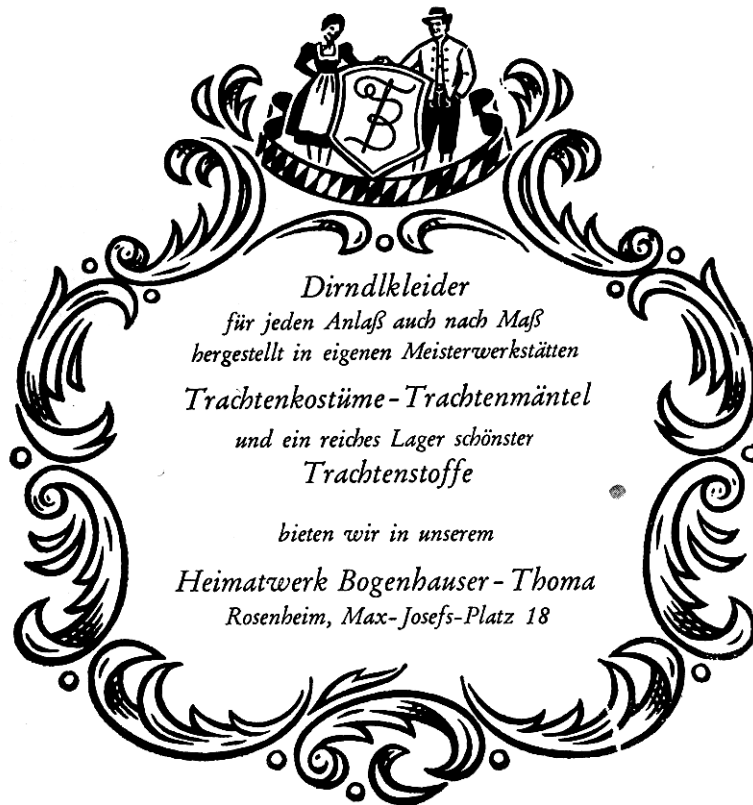 Dirndlkleider
für jeden Anlaß auch nach Maß
hergestellt in eigenen Meisterwerkstätten
Trachtenkostüme - Trachtenmäntel
und ein reiches Lager schönster
Trachtenstoffe
bieten wir in unserem
Heimatwerk Bogenhauser - Thoma
Rosenheim, Max-Josefs-Platz 18